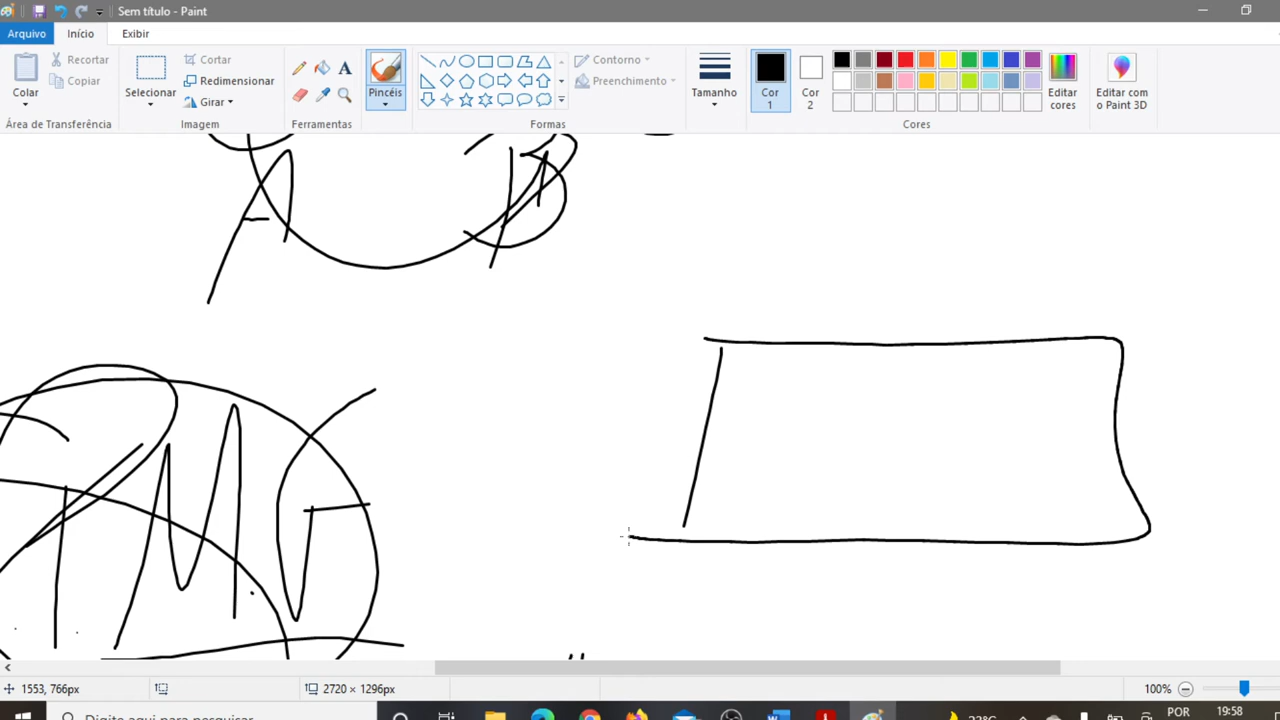 Sem título - Paint
Arquivo Início Exibir
Colar
Recortar
Copiar
Área de Transferência
Selecionar
Cortar
Redimensionar
Girar
Imagem
A
Ferramentas
Pincéis
Contorno
Preenchimento
Formas
Tamanho
Cor 1
Cor 2
Editar cores
Editar com o Paint 3D
Cores
A
1553, 766px 2720 × 1296px 100%
Digite aqui para pesquisar POR 19:58